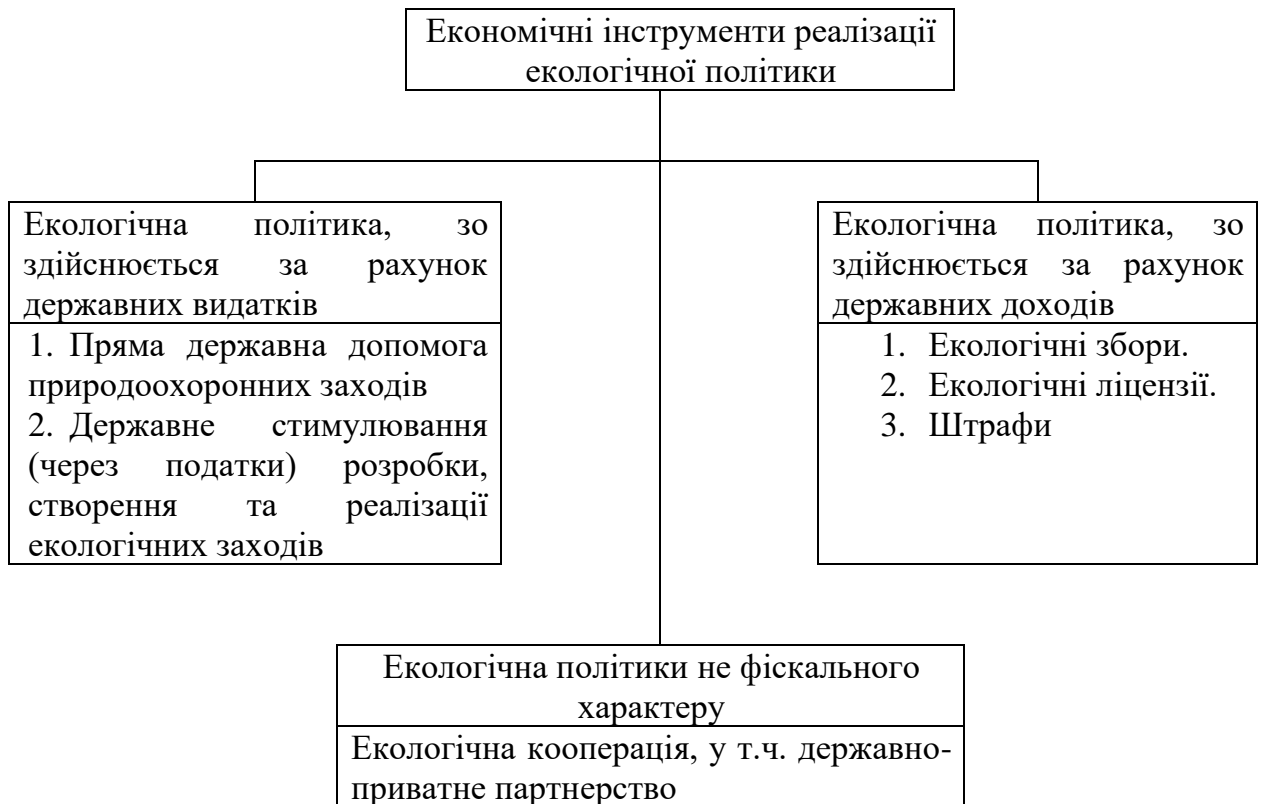 Економічні інструменти реалізації
екологічної політики
Екологічна політика, зо
здійснюється за рахунок
державних видатків
1. Пряма державна допомога
природоохоронних заходів
2. Державне стимулювання
(через податки) розробки,
створення та реалізації
екологічних заходів
Екологічна політика, зо
здійснюється за рахунок
державних доходів
1. Екологічні збори.
2. Екологічні ліцензії.
3. Штрафи
Екологічна політики не фіскального
характеру
Екологічна кооперація, у т.ч. державно-
приватне партнерство